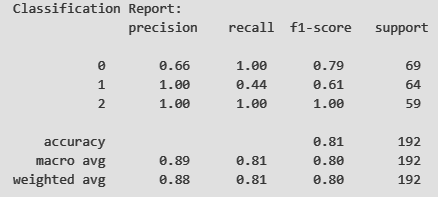 Classification Report:
precision recall f1-score support
0 0.66 1.00 0.79 69
1 1.00 0.44 0.61 64
2 1.00 1.00 1.00 59
accuracy 0.81 192
macro avg 0.89 0.81 0.80 192
weighted avg 0.88 0.81 0.80 192